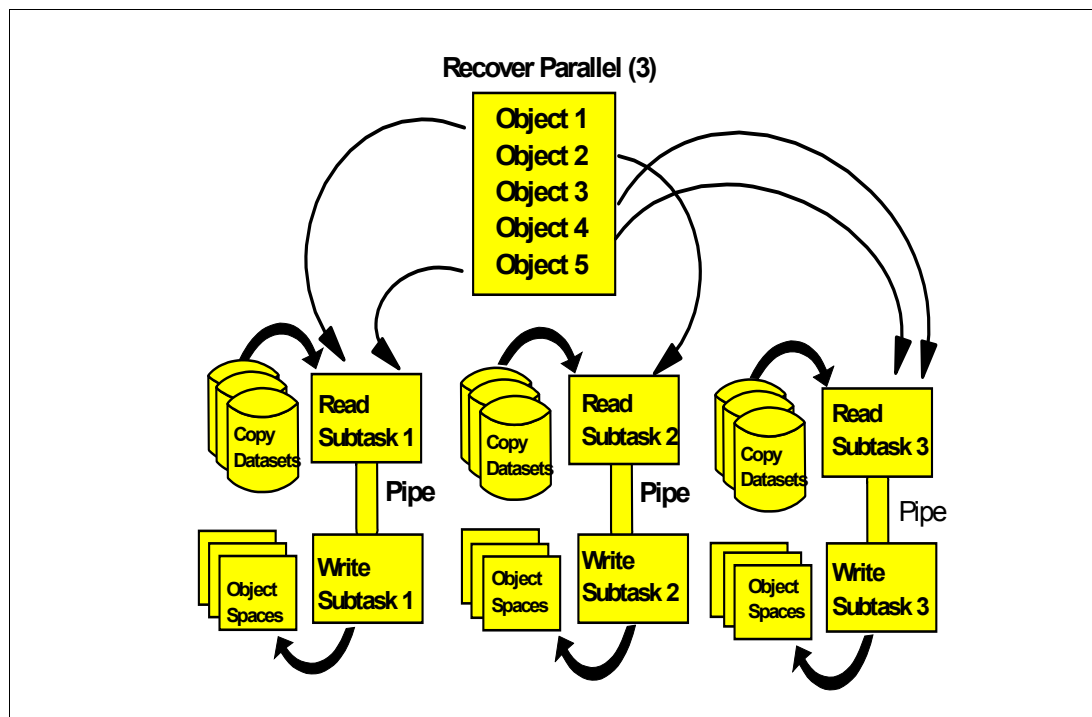 Recover Parallel (3)
Object 1
Object 2
Object 3
Object 4
Object 5
Copy
Datasets
Read
Subtask 1
Pipe
Object
Spaces
Write
Subtask 1
Copy
Datasets
Read
Subtask 2
Pipe
Object
Spaces
Write
Subtask 2
Copy
Datasets
Read
Subtask 3
Pipe
Object
Spaces
Write
Subtask 3